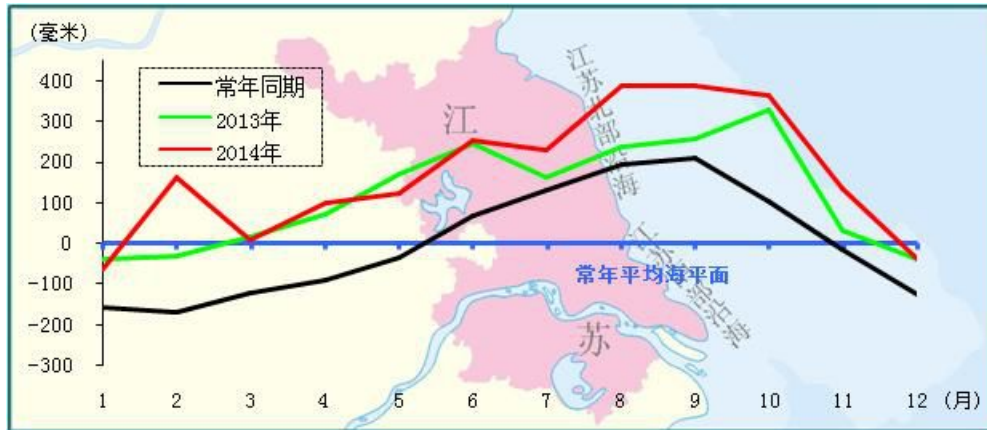 (毫米)
400
300
200
100
0
-100
-200
-300
常年同期
2013年
2014年
江
苏
江苏北部沿海
江苏南部沿海
常年平均海平面
1 2 3 4 5 6 7 8 9 10 11 12 (月)